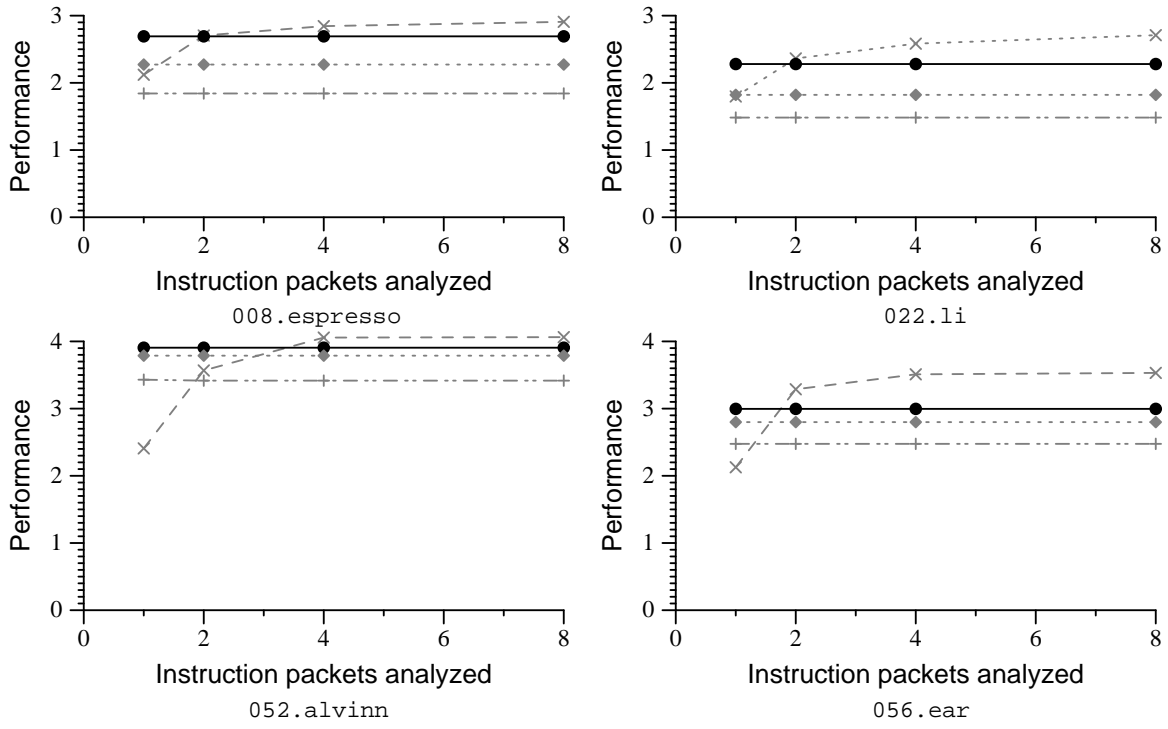 3
2
1
0
Performance
0 2 4 6 8
Instruction packets analyzed
008.espresso
3
2
1
0
Performance
0 2 4 6 8
Instruction packets analyzed
022.li
4
3
2
1
0
Performance
0 2 4 6 8
Instruction packets analyzed
052.alvinn
4
3
2
1
0
Performance
0 2 4 6 8
Instruction packets analyzed
056.ear